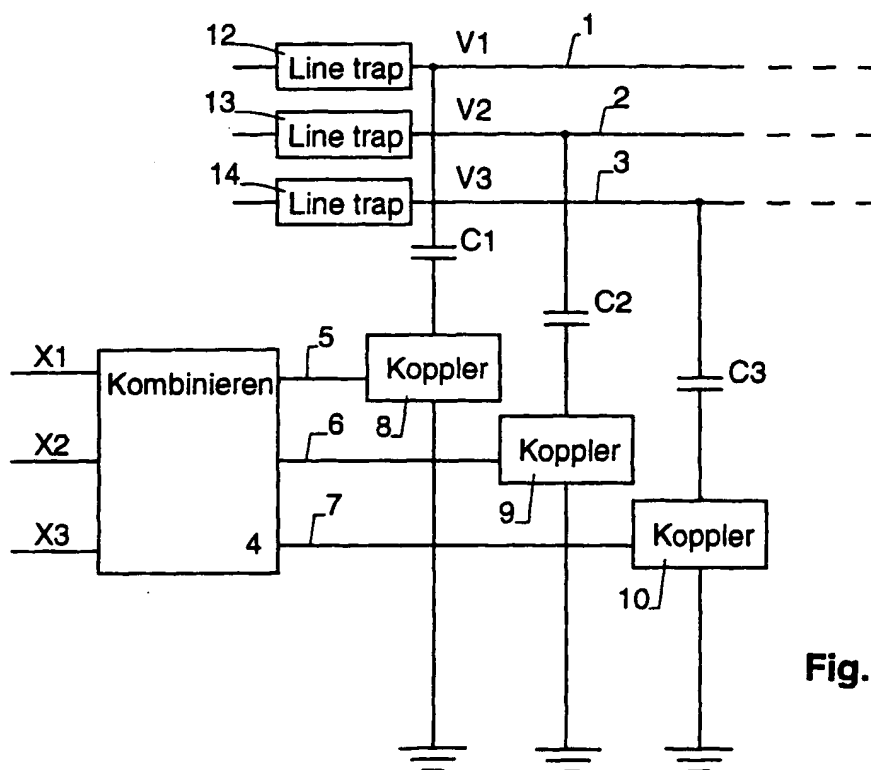 12 Line trap V1 1
13 Line trap V2 2
14 Line trap V3 3
C1
C2
C3
X1 Kombinieren 5 Koppler 8
X2 6 Koppler 9
X3 4 7 Koppler 10
Fig.